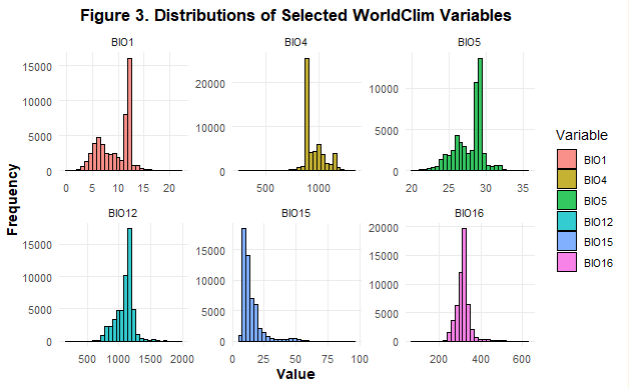 Figure 3. Distributions of Selected WorldClim Variables
BIO1 BIO4 BIO5
15000 10000 5000 0
20000 10000 0
10000 5000 0
0 5 10 15 20
500 1000
20 25 30 35
BIO12 BIO15 BIO16
15000 10000 5000 0
15000 10000 5000 0
20000 15000 10000 5000 0
500 1000 1500 2000
0 25 50 75 100
200 400 600
Frequency
Value
Variable
BIO1
BIO4
BIO5
BIO12
BIO15
BIO16